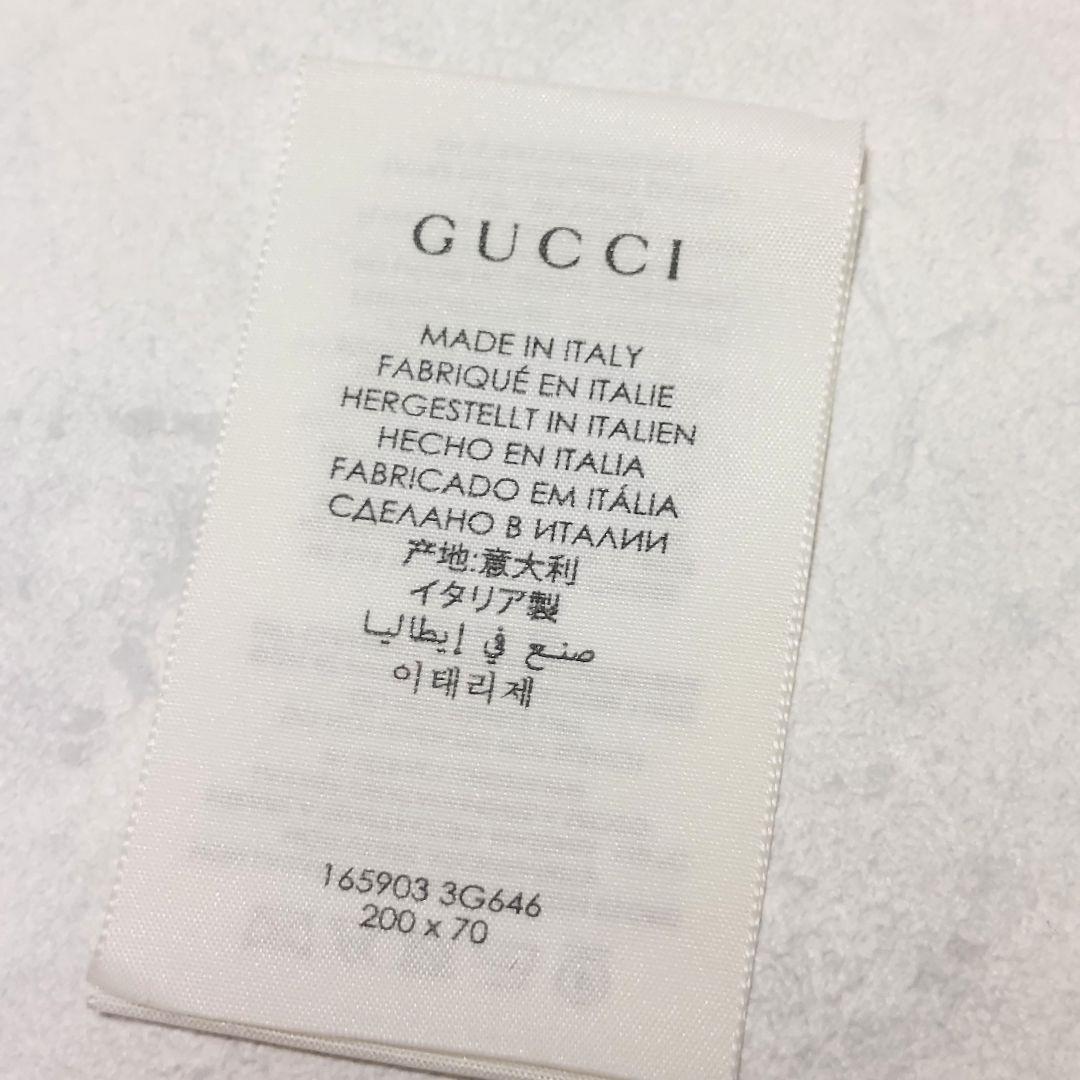 GUCCI
MADE IN ITALY
FABRIQUÉ EN ITALIE
HERGESTELLT IN ITALIEN
HECHO EN ITALIA
FABRICADO EM ITÁLIA
СДЕЛАНО В ИТАЛИИ
产地:意大利
イタリア製
صنع في إيطاليا
이태리제
165903 3G646
200 x 70